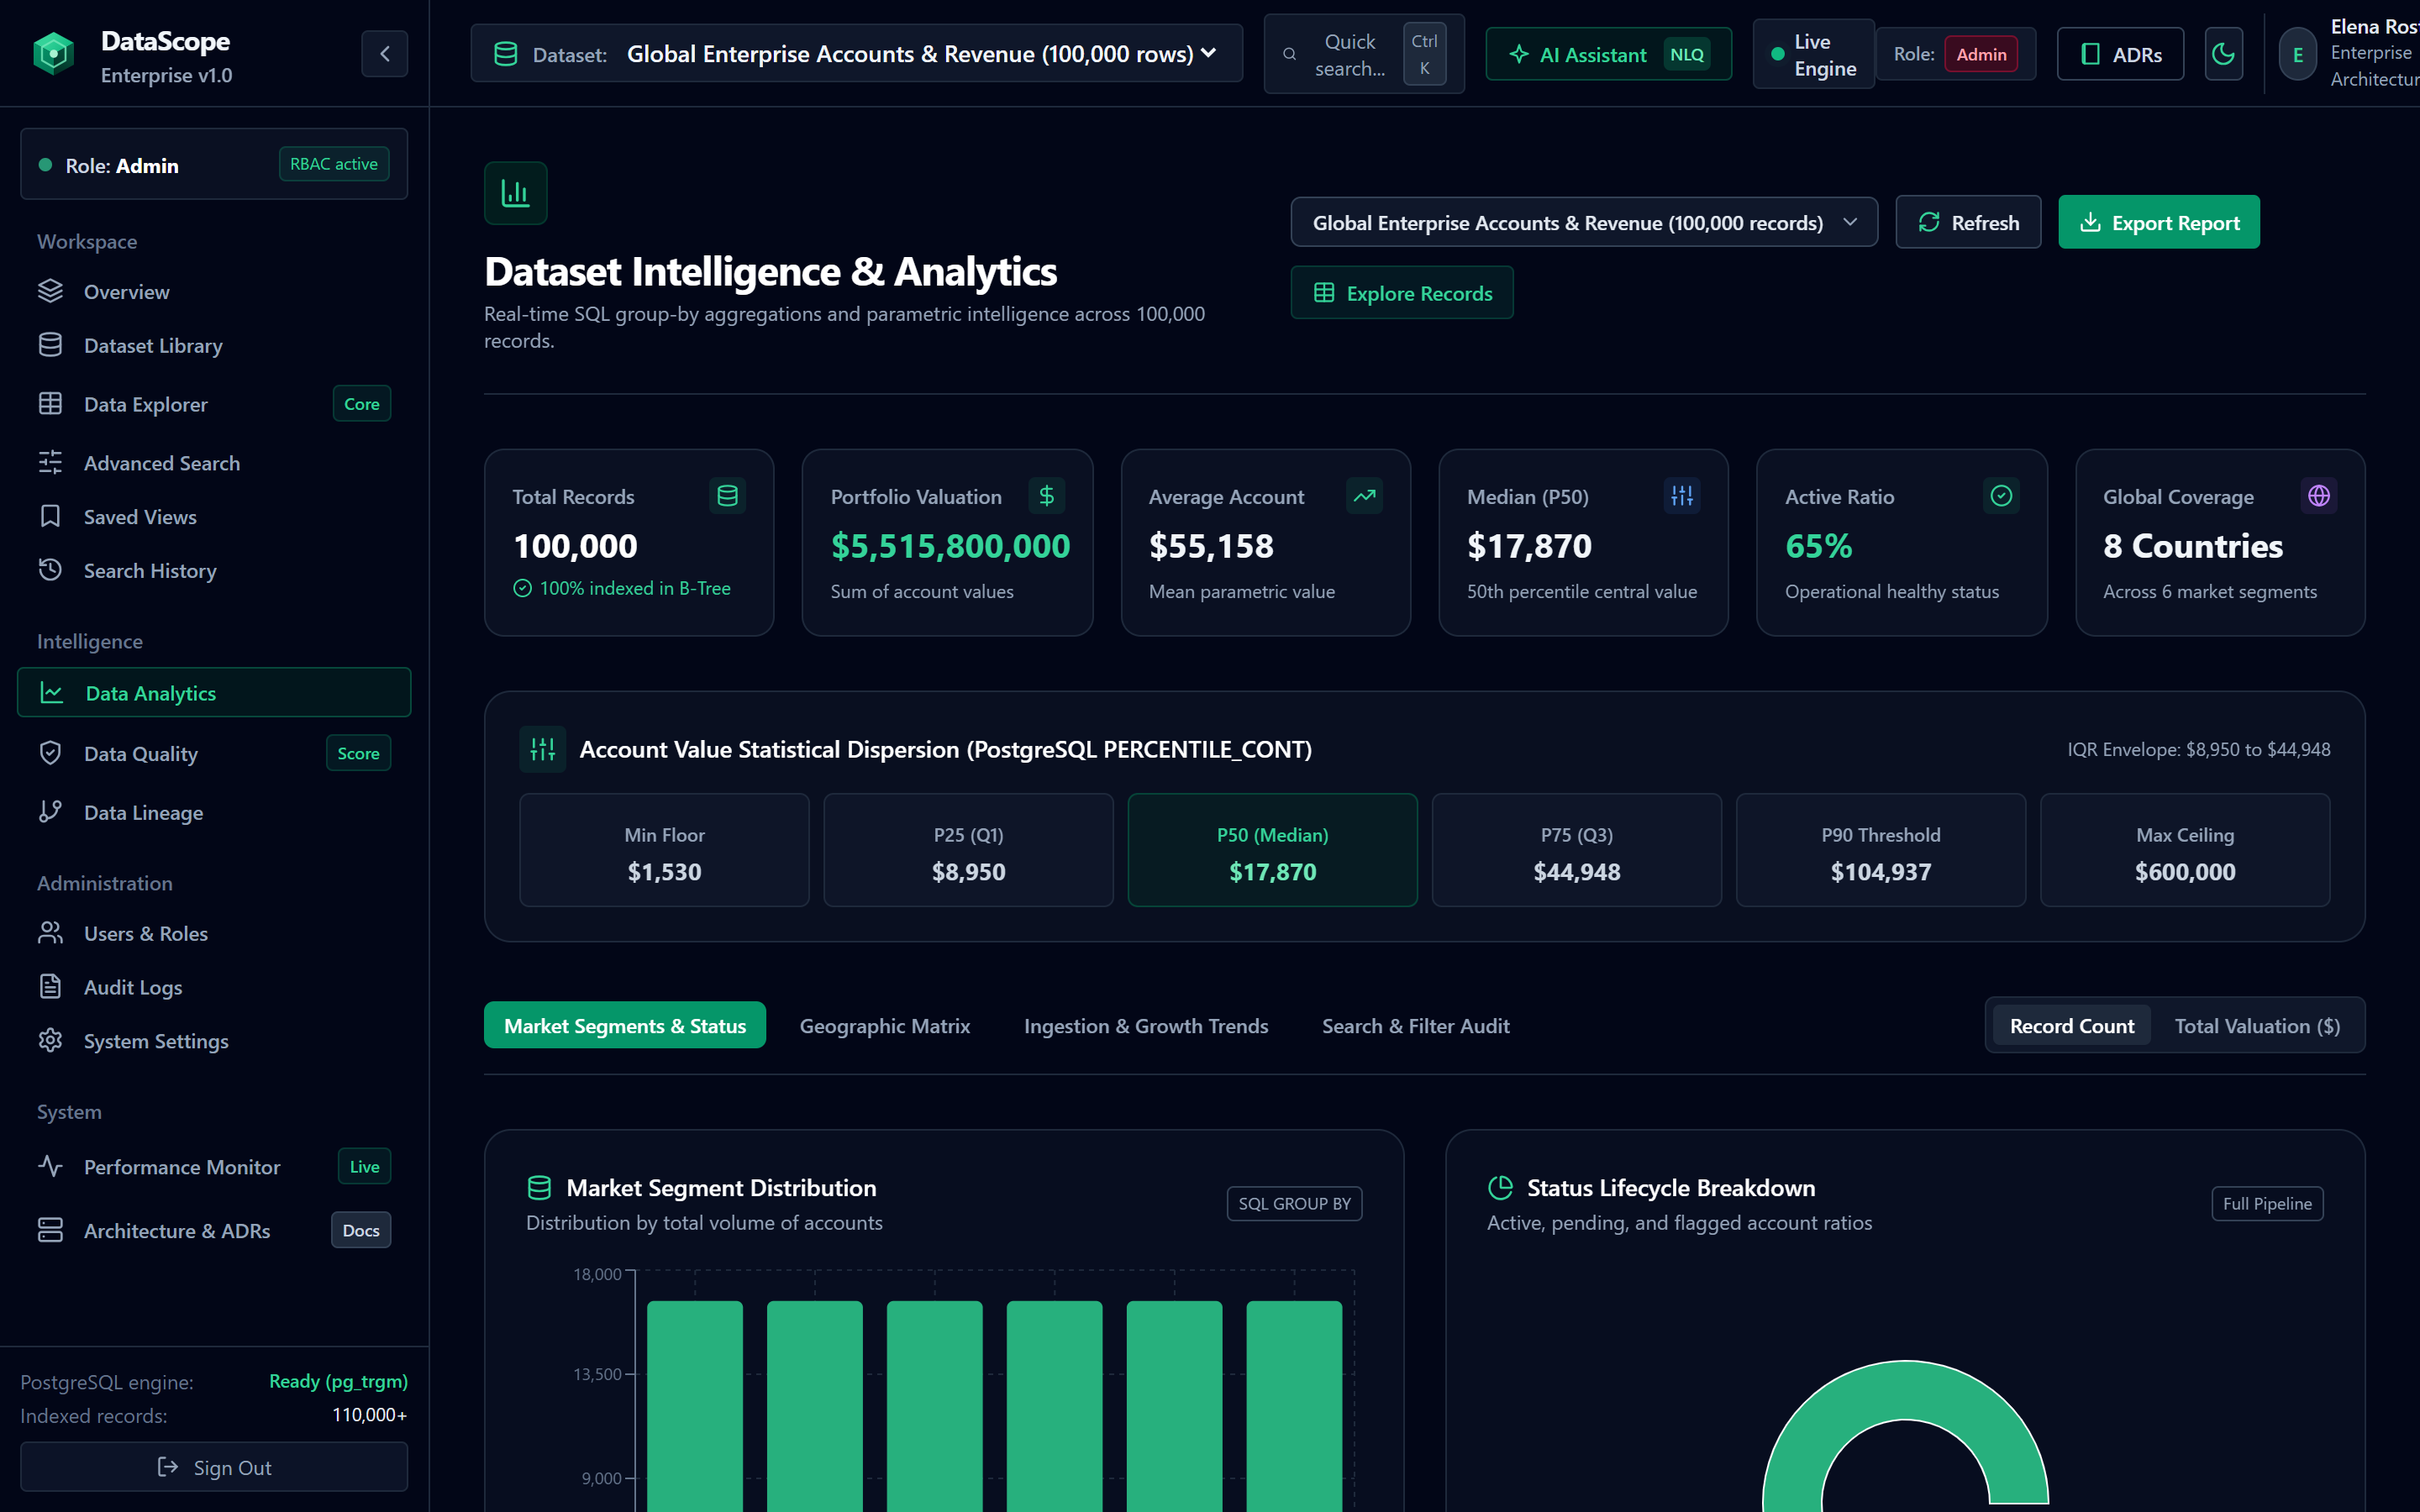 DataScope
Enterprise v1.0
Role: Admin
RBAC active
Workspace
Overview
Dataset Library
Data Explorer
Core
Advanced Search
Saved Views
Search History
Intelligence
Data Analytics
Data Quality
Score
Data Lineage
Administration
Users & Roles
Audit Logs
System Settings
System
Performance Monitor
Live
Architecture & ADRs
Docs
PostgreSQL engine:
Ready (pg_trgm)
Indexed records:
110,000+
Sign Out
Dataset:
Global Enterprise Accounts & Revenue (100,000 rows)
Quick
search...
Ctrl
K
AI Assistant
NLQ
Live
Engine
Role:
Admin
ADRs
E
Elena Ros
Enterprise
Architectur
Dataset Intelligence & Analytics
Real-time SQL group-by aggregations and parametric intelligence across 100,000
records.
Global Enterprise Accounts & Revenue (100,000 records)
Refresh
Export Report
Explore Records
Total Records
100,000
100% indexed in B-Tree
Portfolio Valuation
$5,515,800,000
Sum of account values
Average Account
$55,158
Mean parametric value
Median (P50)
$17,870
50th percentile central value
Active Ratio
65%
Operational healthy status
Global Coverage
8 Countries
Across 6 market segments
Account Value Statistical Dispersion (PostgreSQL PERCENTILE_CONT)
IQR Envelope: $8,950 to $44,948
Min Floor
$1,530
P25 (Q1)
$8,950
P50 (Median)
$17,870
P75 (Q3)
$44,948
P90 Threshold
$104,937
Max Ceiling
$600,000
Market Segments & Status
Geographic Matrix
Ingestion & Growth Trends
Search & Filter Audit
Record Count
Total Valuation ($)
Market Segment Distribution
Distribution by total volume of accounts
SQL GROUP BY
18,000
13,500
9,000
Status Lifecycle Breakdown
Active, pending, and flagged account ratios
Full Pipeline